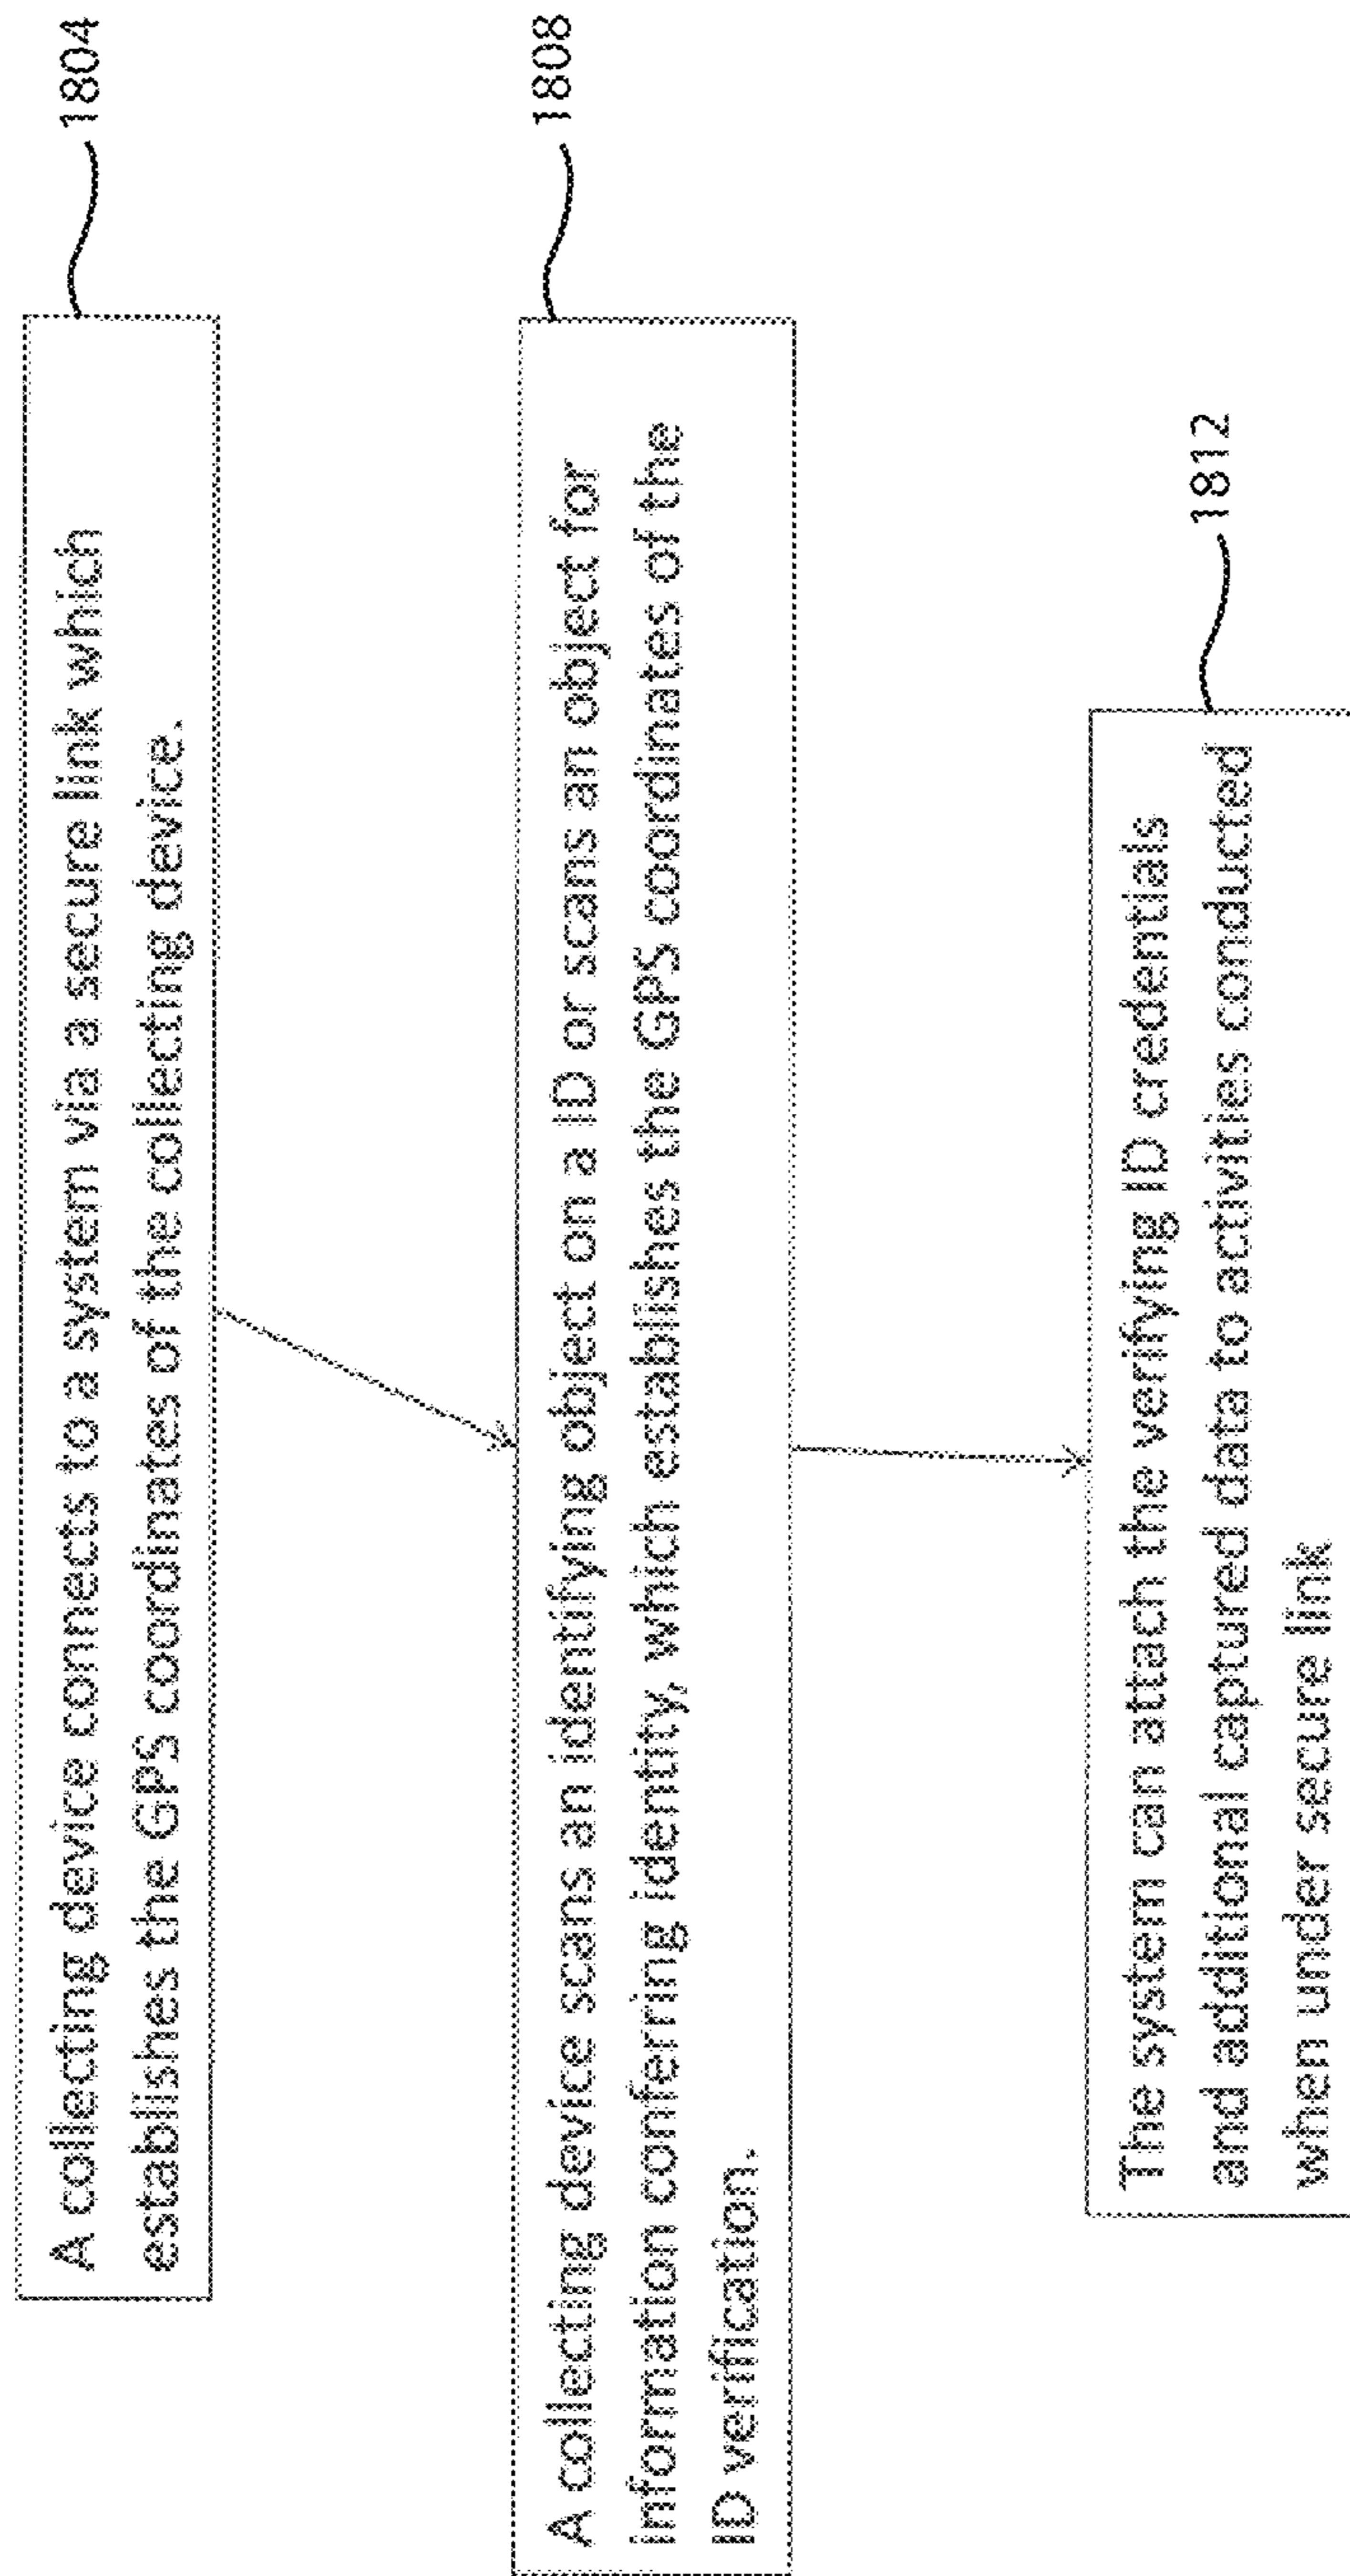 A collecting device connects to a system via a secure link which
establishes the GPS coordinates of the collecting device.
1804
A collecting device scans an identifying object on a ID or scans an object for
information conferring identity, which establishes the GPS coordinates of the
ID verification.
1808
The system can attach the verifying ID credentials
and additional captured data to activities conducted
when under secure link
1812